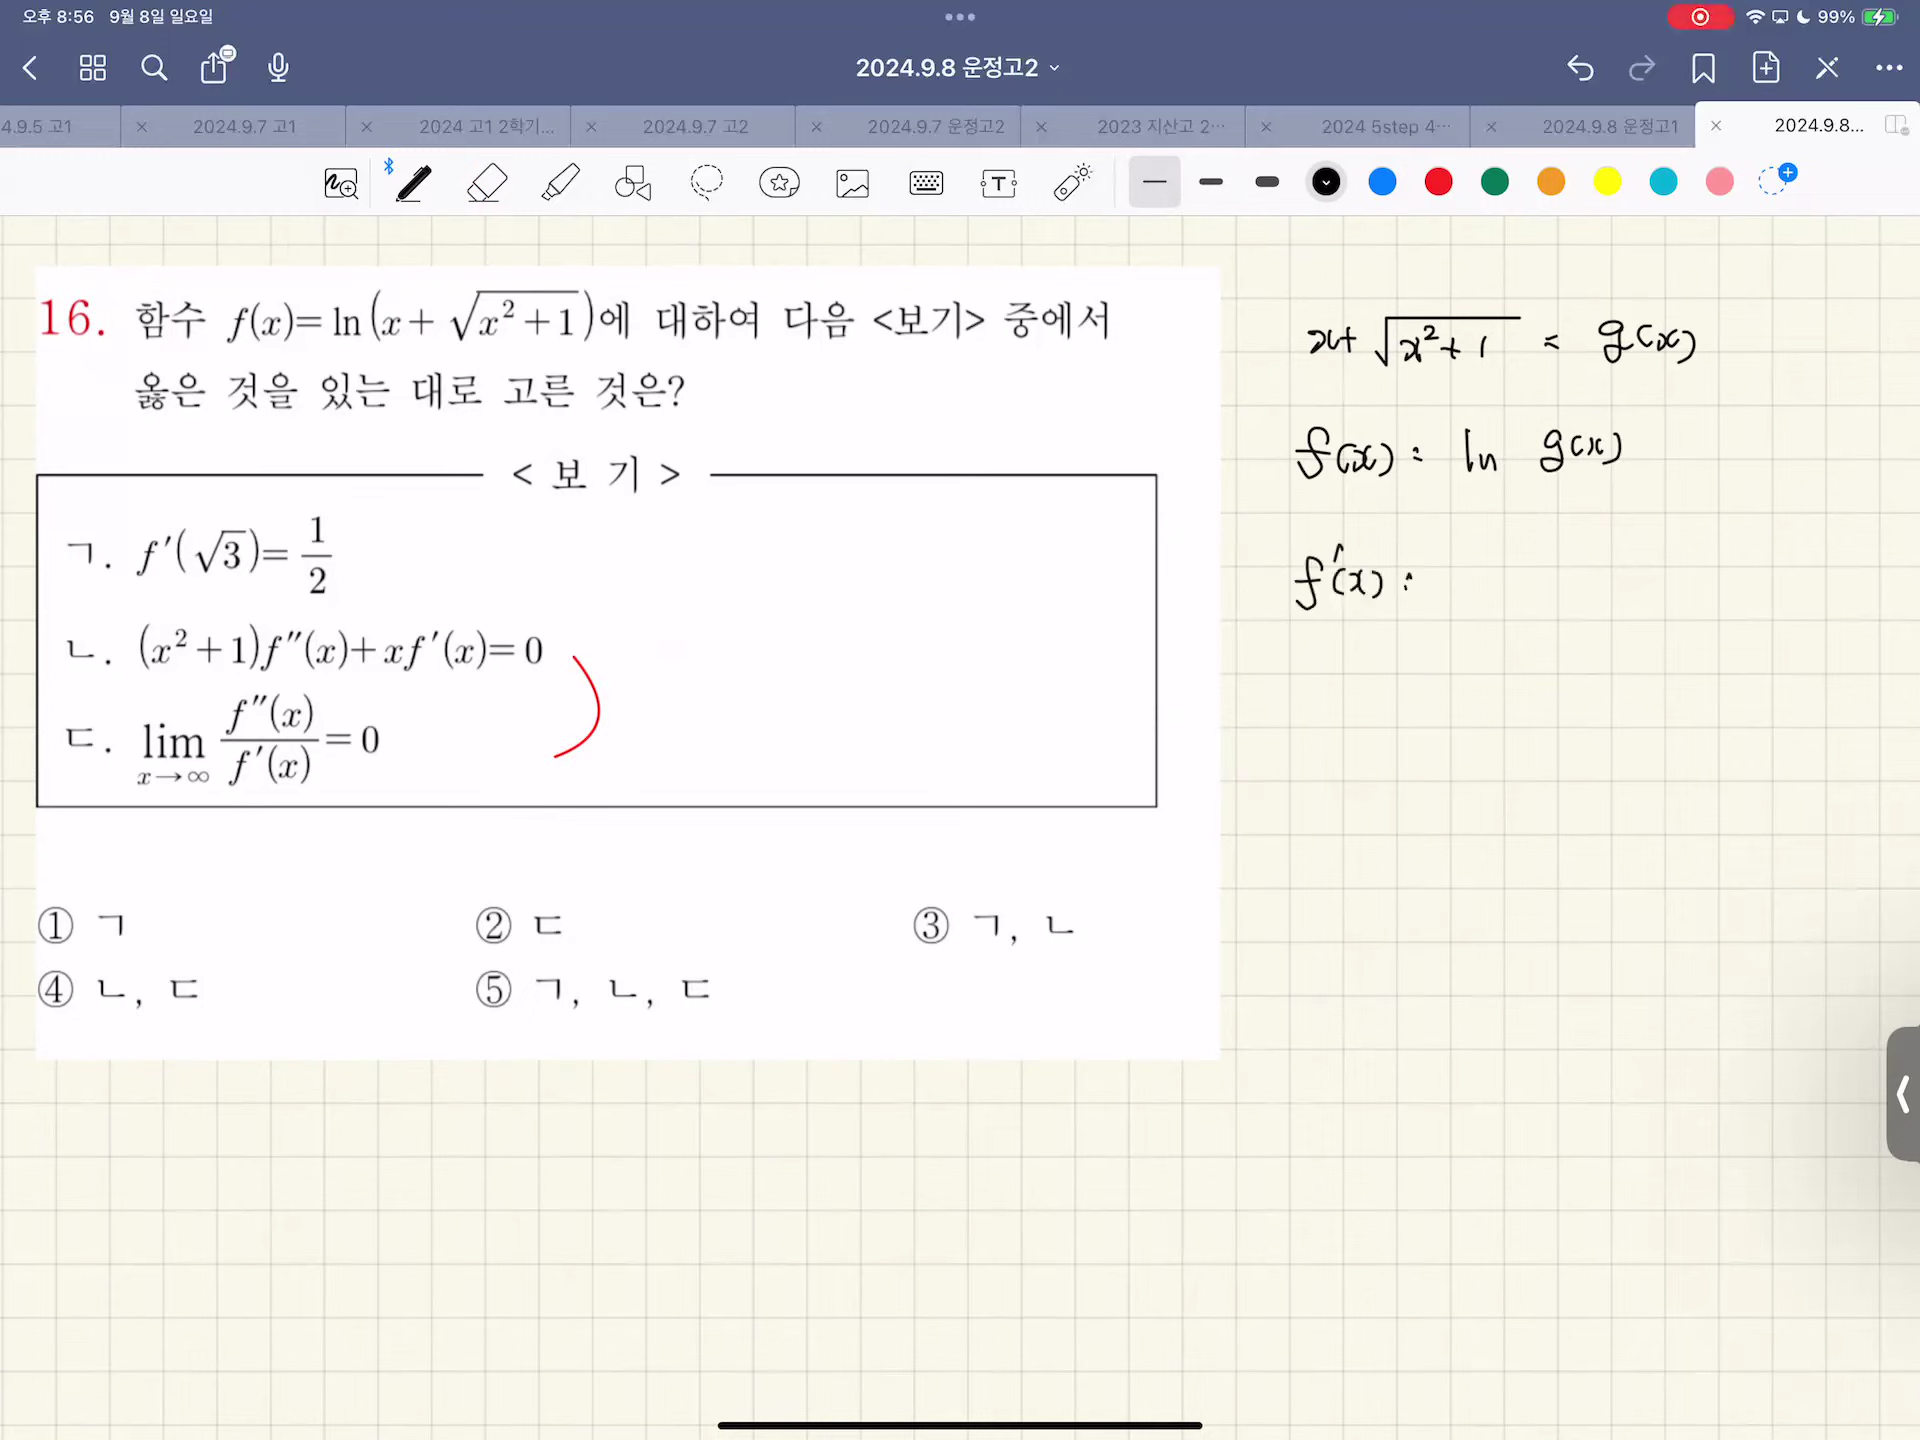 오후 8:56 9월 8일 일요일
99%
2024.9.8 운정고2
4.9.5 고1
2024.9.7 고1
2024 고1 2학기...
2024.9.7 고2
2024.9.7 운정고2
2023 지산고 2...
2024 5step 4...
2024.9.8 운정고1
2024.9.8...
16. 함수 f(x)=ln(x+√(x²+1))에 대하여 다음 <보기> 중에서
옳은 것을 있는 대로 고른 것은?
< 보 기 >
ㄱ. f′(√3)=1/2
ㄴ. (x²+1)f″(x)+xf′(x)=0
ㄷ. lim x→∞ f″(x)/f′(x)=0
① ㄱ ② ㄷ ③ ㄱ, ㄴ
④ ㄴ, ㄷ ⑤ ㄱ, ㄴ, ㄷ
x+√(x²+1) = g(x)
f(x) = ln g(x)
f′(x) =